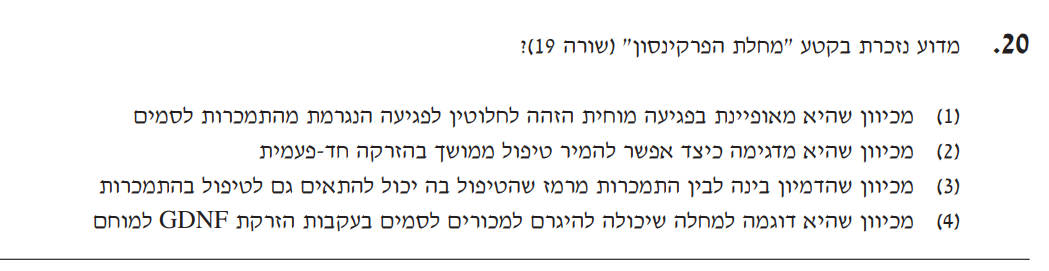 20. מדוע נזכרת בקטע "מחלת הפרקינסון" (שורה 19)?
(1) מכיוון שהיא מאופיינת בפגיעה מוחית הזהה לחלוטין לפגיעה הנגרמת מהתמכרות לסמים
(2) מכיוון שהיא מדגימה כיצד אפשר להמיר טיפול ממושך בהזרקה חד-פעמית
(3) מכיוון שהדמיון בינה לבין התמכרות מרמז שהטיפול בה יכול להתאים גם לטיפול בהתמכרות
(4) מכיוון שהיא דוגמה למחלה שיכולה להיגרם למכורים לסמים בעקבות הזרקת GDNF למוחם